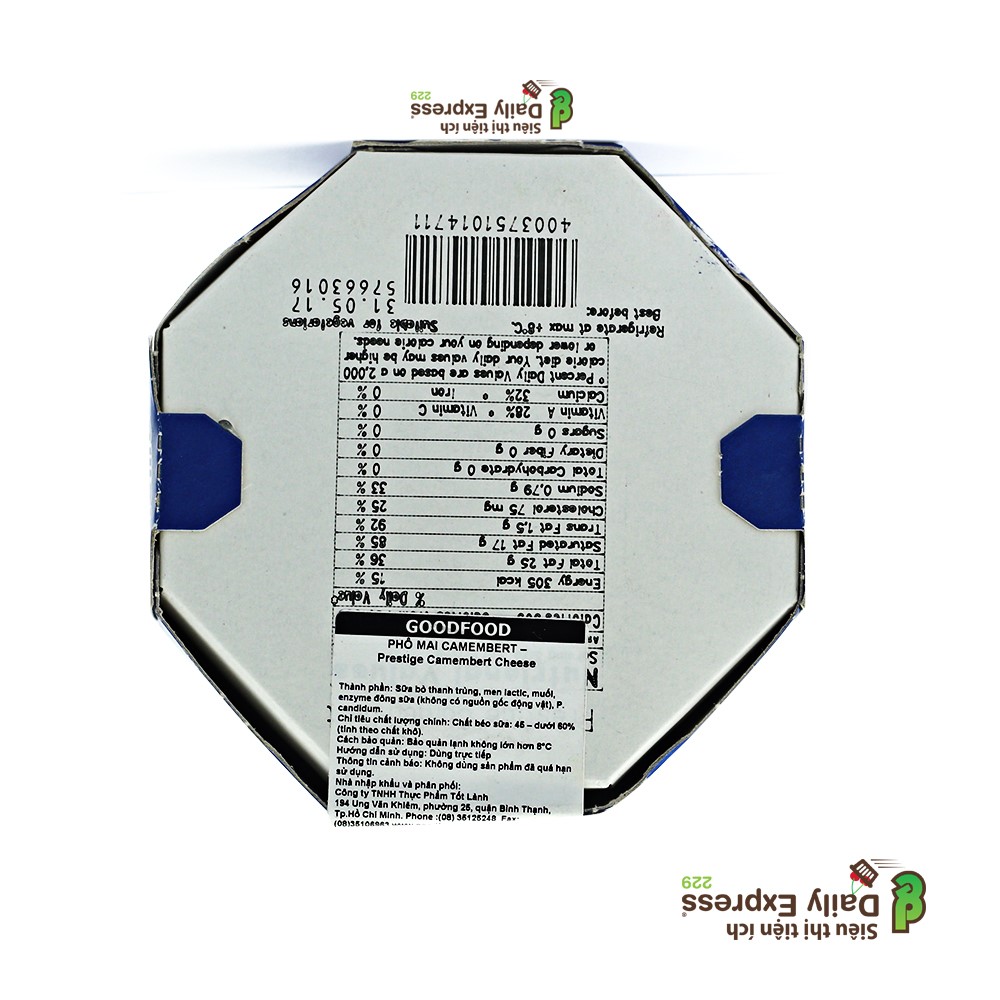 Siêu thị tiện ích
Daily Express
229
4003751014711
57663016
31.05.17
Best before:
Refrigerate at max +8°C.
Suitable for vegetarians
° Percent Daily Values are based on a 2,000
calorie diet. Your daily values may be higher
or lower depending on your calorie needs.
Calcium 32% ° Iron 0 %
Vitamin A 28% ° Vitamin C 0 %
Sugars 0 g 0 %
Dietary Fiber 0 g 0 %
Total Carbohydrate 0 g 0 %
Sodium 0,79 g 33 %
Cholesterol 75 mg 25 %
Trans Fat 1,5 g 92 %
Saturated Fat 17 g 85 %
Total Fat 25 g 36 %
Energy 305 kcal 15 %
% Daily Value°
GOODFOOD
PHÔ MAI CAMEMBERT –
Prestige Camembert Cheese
Thành phần: Sữa bò thanh trùng, men lactic, muối,
enzyme đông sữa (không có nguồn gốc động vật), P.
candidum.
Chỉ tiêu chất lượng chính: Chất béo sữa: 45 – dưới 60%
(tính theo chất khô).
Cách bảo quản: Bảo quản lạnh không lớn hơn 8°C
Hướng dẫn sử dụng: Dùng trực tiếp
Thông tin cảnh báo: Không dùng sản phẩm đã quá hạn
sử dụng.
Nhà nhập khẩu và phân phối:
Công ty TNHH Thực Phẩm Tốt Lành
194 Ung Văn Khiêm, phường 25, quận Bình Thạnh,
Tp.Hồ Chí Minh. Phone :(08) 35125248 Fax:
Siêu thị tiện ích
Daily Express
229